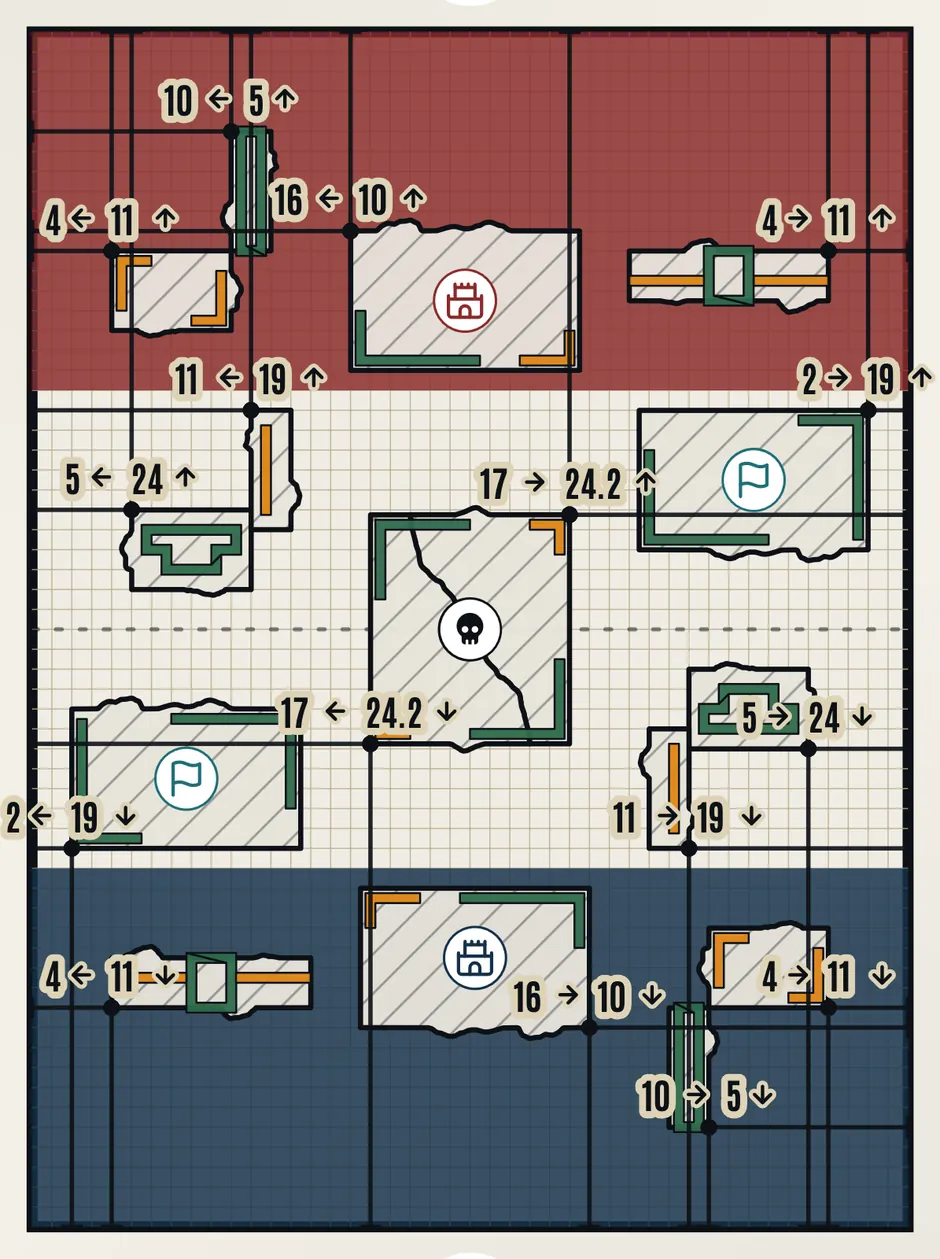 10 ← 5 ↑
16 ← 10 ↑
4 ← 11 ↑
4 → 11 ↑
11 ← 19 ↑
2 → 19 ↑
5 ← 24 ↑
17 → 24.2 ↑
17 ← 24.2 ↓
5 → 24 ↓
2 ← 19 ↓
11 → 19 ↓
4 ← 11 ↓
4 → 11 ↓
16 → 10 ↓
10 → 5 ↓